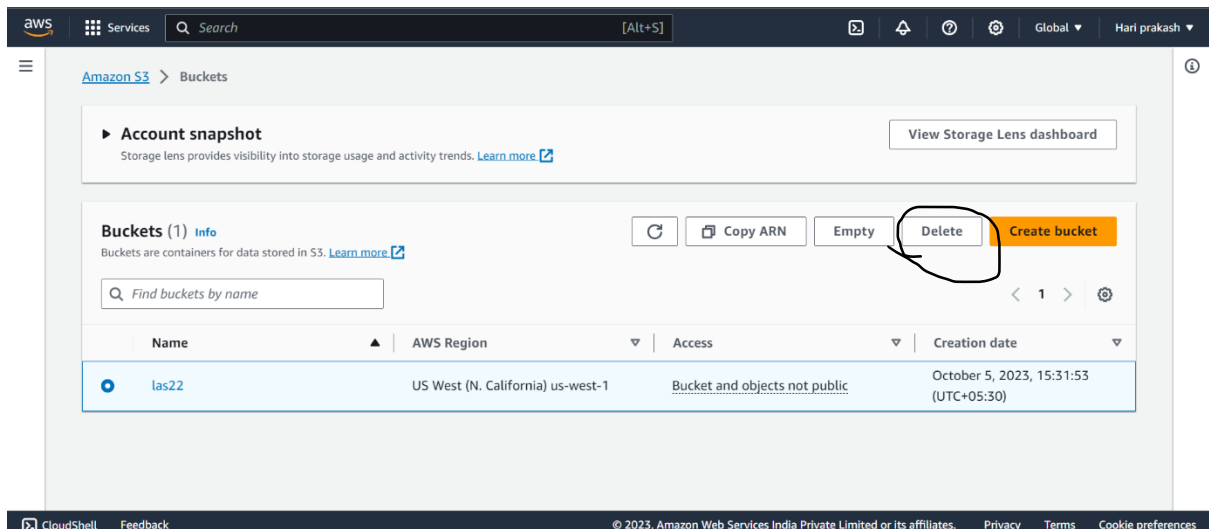 aws
Services
Search
[Alt+S]
Global ▼
Hari prakash ▼
Amazon S3 > Buckets
Account snapshot
View Storage Lens dashboard
Storage lens provides visibility into storage usage and activity trends. Learn more
Buckets (1) Info
Copy ARN
Empty
Delete
Create bucket
Buckets are containers for data stored in S3. Learn more
Find buckets by name
< 1 >
Name
AWS Region
Access
Creation date
las22
US West (N. California) us-west-1
Bucket and objects not public
October 5, 2023, 15:31:53
(UTC+05:30)
CloudShell
Feedback
© 2023, Amazon Web Services India Private Limited or its affiliates.
Privacy
Terms
Cookie preferences